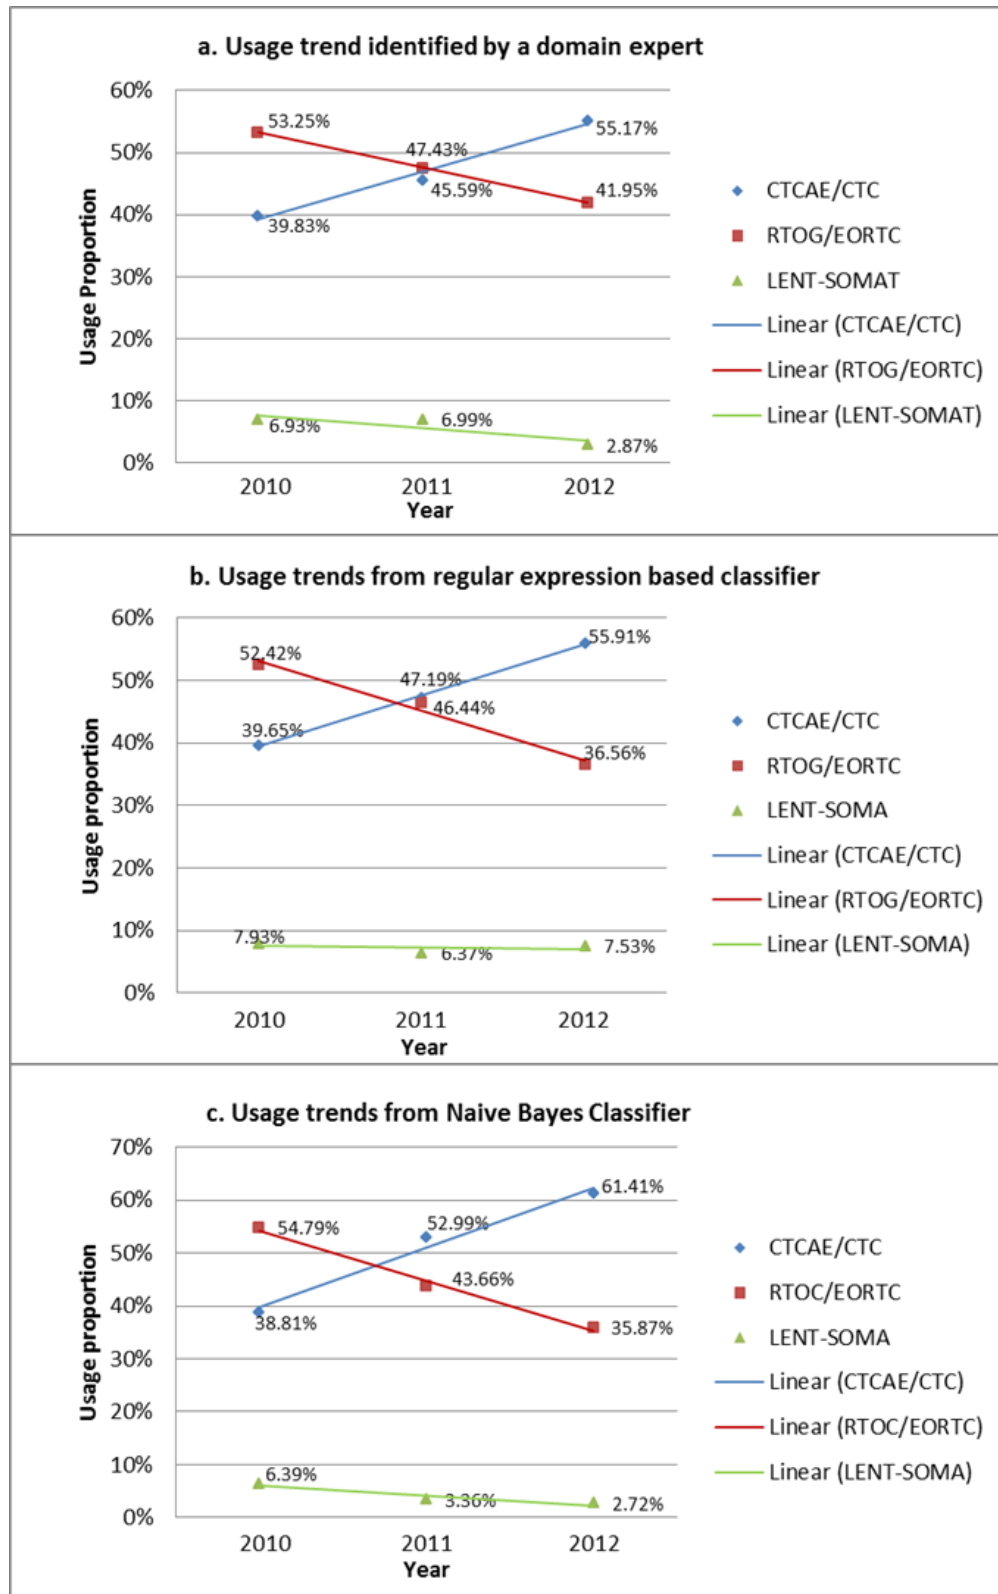 a. Usage trend identified by a domain expert
60%
50%
40%
30%
20%
10%
0%
Usage Proportion
53.25%
47.43%
55.17%
39.83%
45.59%
41.95%
6.93%
6.99%
2.87%
2010
2011
2012
Year
CTCAE/CTC
RTOG/EORTC
LENT-SOMAT
Linear (CTCAE/CTC)
Linear (RTOG/EORTC)
Linear (LENT-SOMAT)
b. Usage trends from regular expression based classifier
60%
50%
40%
30%
20%
10%
0%
Usage proportion
52.42%
47.19%
55.91%
39.65%
46.44%
36.56%
7.93%
6.37%
7.53%
2010
2011
2012
Year
CTCAE/CTC
RTOG/EORTC
LENT-SOMA
Linear (CTCAE/CTC)
Linear (RTOG/EORTC)
Linear (LENT-SOMA)
c. Usage trends from Naive Bayes Classifier
70%
60%
50%
40%
30%
20%
10%
0%
Usage proportion
54.79%
52.99%
61.41%
38.81%
43.66%
35.87%
6.39%
3.36%
2.72%
2010
2011
2012
Year
CTCAE/CTC
RTOC/EORTC
LENT-SOMA
Linear (CTCAE/CTC)
Linear (RTOC/EORTC)
Linear (LENT-SOMA)